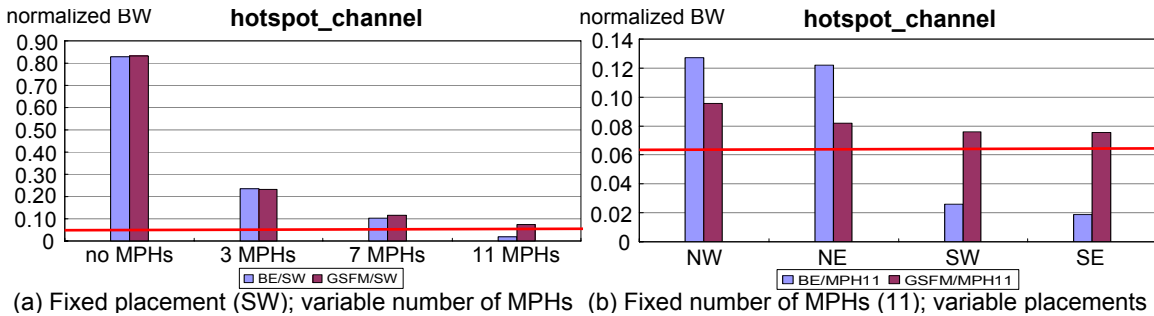 normalized BW
hotspot_channel
0.90
0.80
0.70
0.60
0.50
0.40
0.30
0.20
0.10
0.00
no MPHs
3 MPHs
7 MPHs
11 MPHs
BE/SW
GSFM/SW
(a) Fixed placement (SW); variable number of MPHs
normalized BW
hotspot_channel
0.14
0.12
0.10
0.08
0.06
0.04
0.02
0
NW
NE
SW
SE
BE/MPH11
GSFM/MPH11
(b) Fixed number of MPHs (11); variable placements